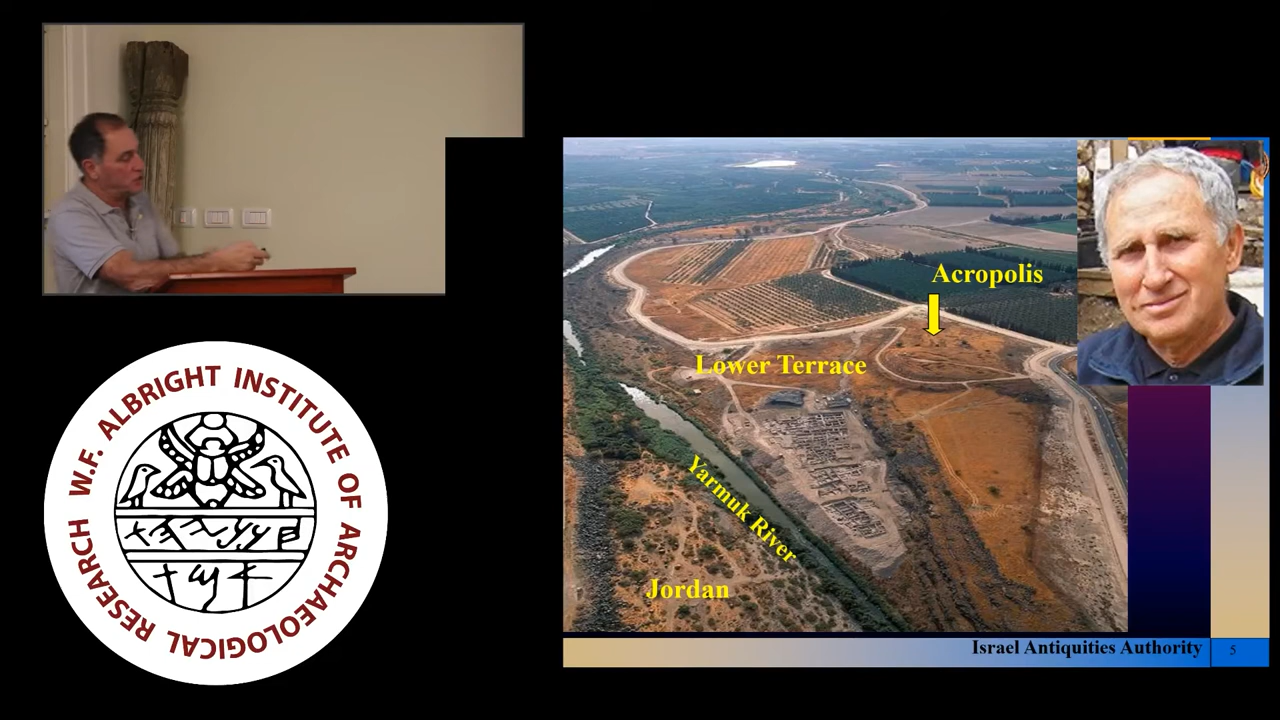 W.F. ALBRIGHT INSTITUTE OF ARCHAEOLOGICAL RESEARCH
Acropolis
Lower Terrace
Yarmuk River
Jordan
Israel Antiquities Authority
5